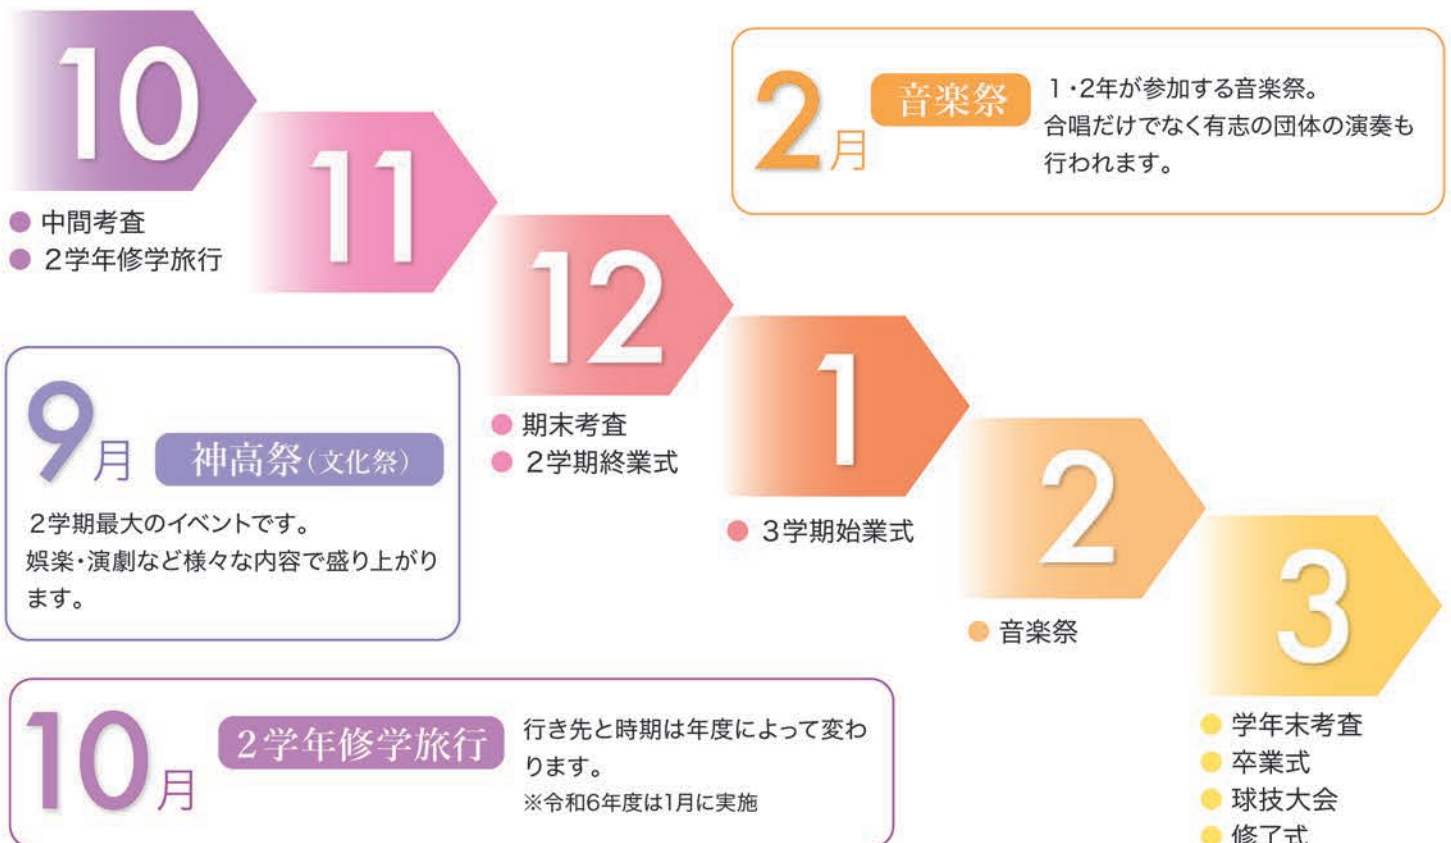 10
中間考査
2学年修学旅行
11
12
期末考査
2学期終業式
1
3学期始業式
2
音楽祭
3
学年末考査
卒業式
球技大会
修了式
2月 音楽祭
1・2年が参加する音楽祭。
合唱だけでなく有志の団体の演奏も
行われます。
9月 神高祭(文化祭)
2学期最大のイベントです。
娯楽・演劇など様々な内容で盛り上がり
ます。
10月 2学年修学旅行
行き先と時期は年度によって変わ
ります。
※令和6年度は1月に実施